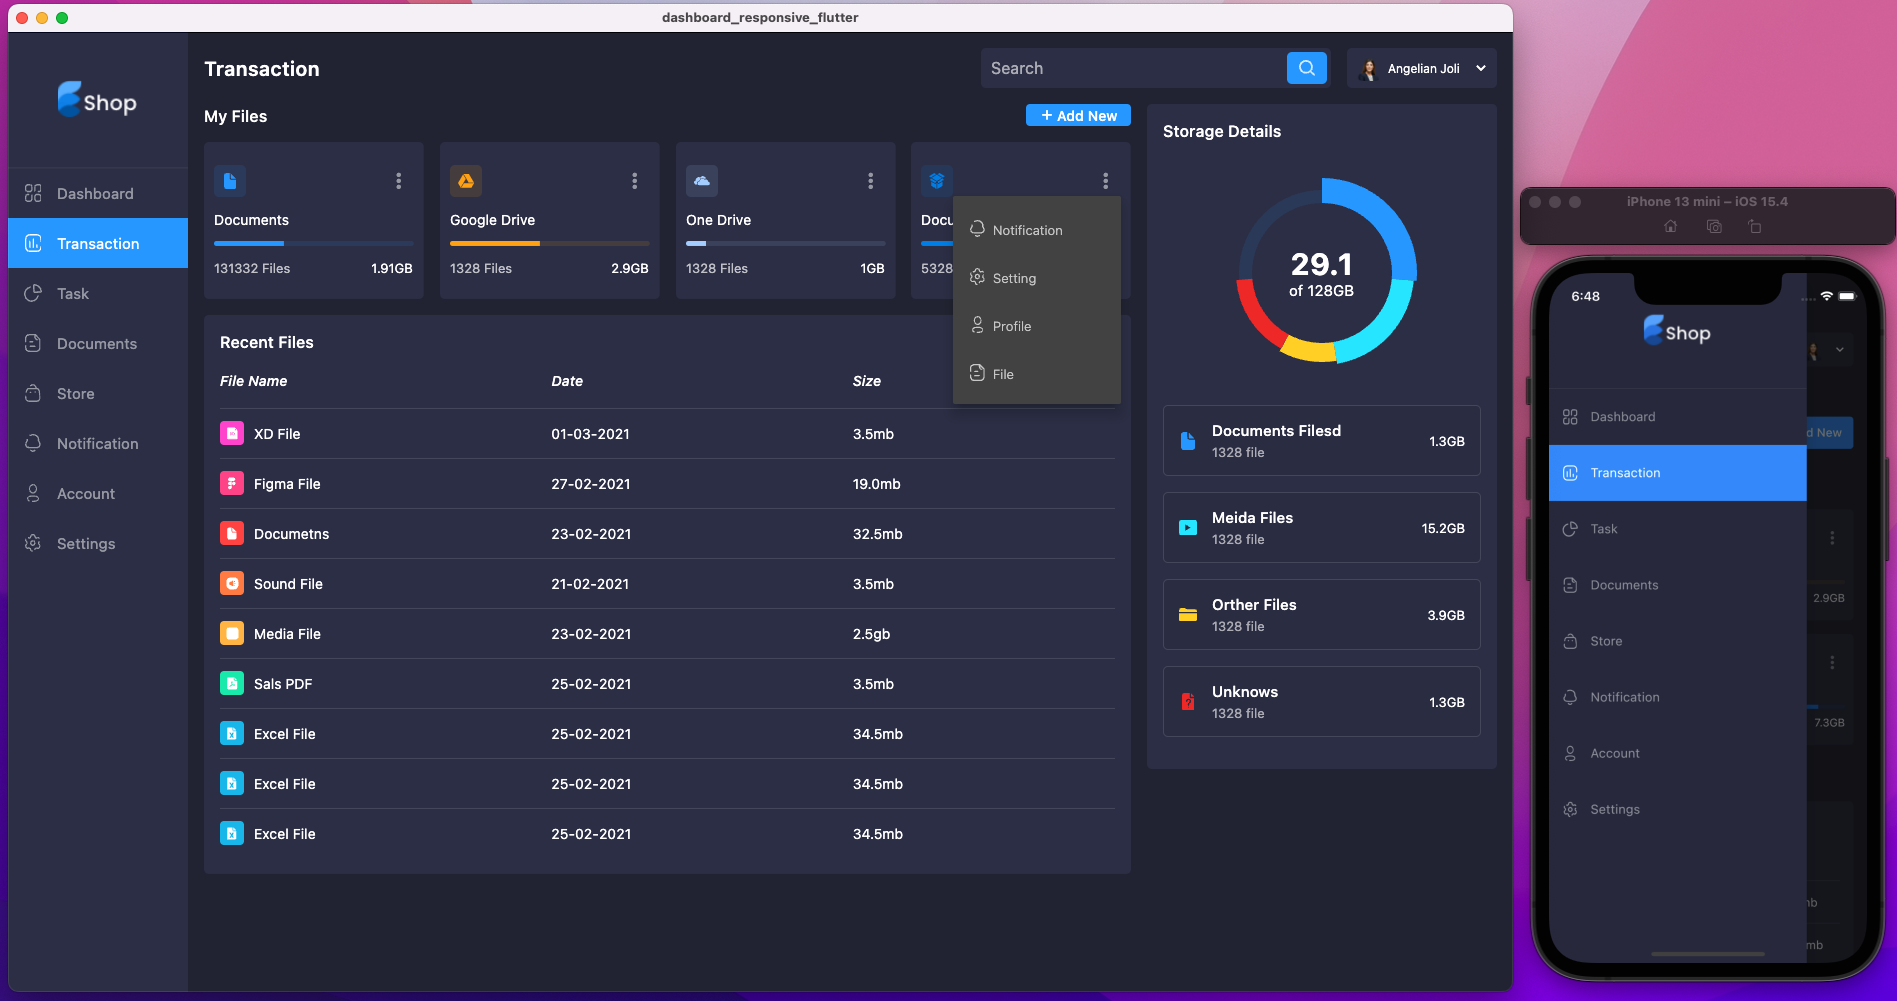 dashboard_responsive_flutter
Shop
Dashboard
Transaction
Task
Documents
Store
Notification
Account
Settings
Transaction
Search
Angelian Joli
My Files
+ Add New
Documents
131332 Files 1.91GB
Google Drive
1328 Files 2.9GB
One Drive
1328 Files 1GB
5328
Notification
Setting
Profile
File
Recent Files
File Name Date Size
XD File 01-03-2021 3.5mb
Figma File 27-02-2021 19.0mb
Documetns 23-02-2021 32.5mb
Sound File 21-02-2021 3.5mb
Media File 23-02-2021 2.5gb
Sals PDF 25-02-2021 3.5mb
Excel File 25-02-2021 34.5mb
Excel File 25-02-2021 34.5mb
Excel File 25-02-2021 34.5mb
Storage Details
29.1
of 128GB
Documents Filesd
1328 file
1.3GB
Meida Files
1328 file
15.2GB
Orther Files
1328 file
3.9GB
Unknows
1328 file
1.3GB
iPhone 13 mini – iOS 15.4
6:48
Shop
Dashboard
New
Transaction
Task
Documents
2.9GB
Store
Notification
7.3GB
Account
Settings
mb